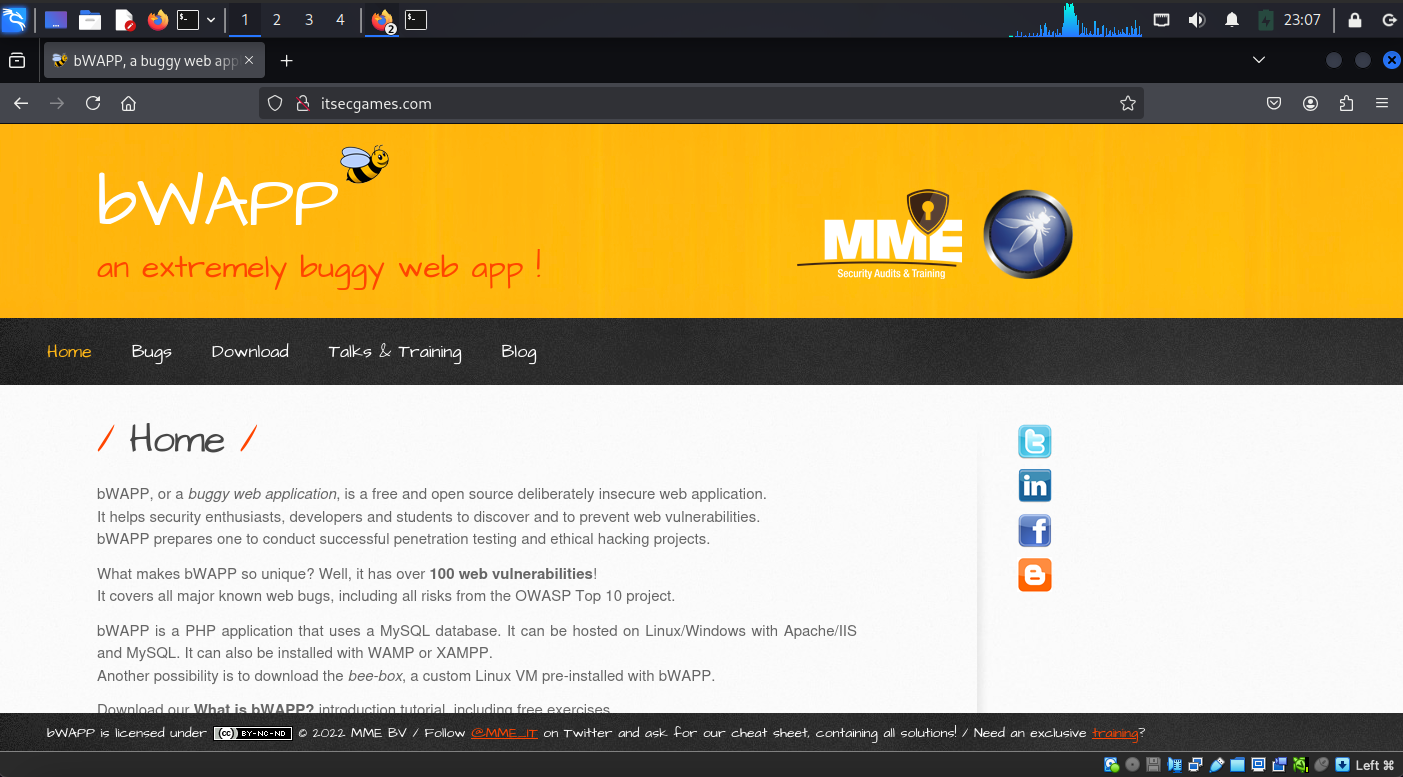 1 2 3 4 2 23:07
bWAPP, a buggy web app
itsecgames.com
bWAPP
an extremely buggy web app !
MME
Security Audits & Training
Home Bugs Download Talks & Training Blog
/ Home /
bWAPP, or a buggy web application, is a free and open source deliberately insecure web application.
It helps security enthusiasts, developers and students to discover and to prevent web vulnerabilities.
bWAPP prepares one to conduct successful penetration testing and ethical hacking projects.
What makes bWAPP so unique? Well, it has over 100 web vulnerabilities!
It covers all major known web bugs, including all risks from the OWASP Top 10 project.
bWAPP is a PHP application that uses a MySQL database. It can be hosted on Linux/Windows with Apache/IIS
and MySQL. It can also be installed with WAMP or XAMPP.
Another possibility is to download the bee-box, a custom Linux VM pre-installed with bWAPP.
Download our What is bWAPP? introduction tutorial, including free exercises
bWAPP is licensed under (cc) BY-NC-ND © 2022 MME BV / Follow @MME_IT on Twitter and ask for our cheat sheet, containing all solutions! / Need an exclusive training?
Left ⌘